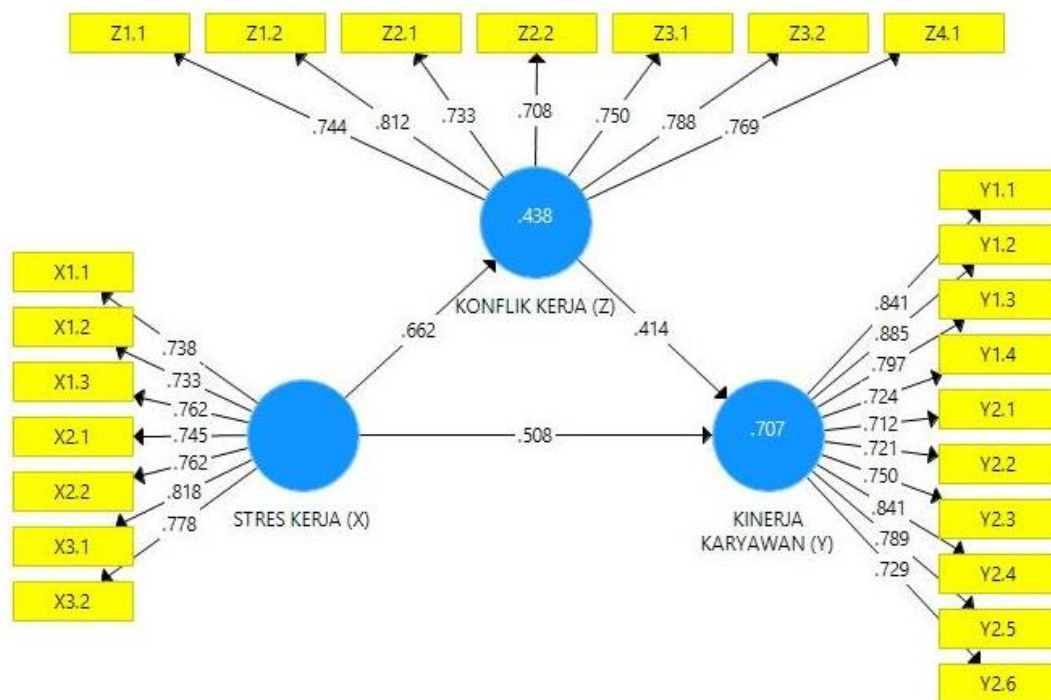 Z1.1
Z1.2
Z2.1
Z2.2
Z3.1
Z3.2
Z4.1
.744
.812
.733
.708
.750
.788
.769
.438
KONFLIK KERJA (Z)
X1.1
X1.2
X1.3
X2.1
X2.2
X3.1
X3.2
.738
.733
.762
.745
.762
.818
.778
STRES KERJA (X)
.662
.414
.508
.707
KINERJA
KARYAWAN (Y)
.841
.885
.797
.724
.712
.721
.750
.841
.789
.729
Y1.1
Y1.2
Y1.3
Y1.4
Y2.1
Y2.2
Y2.3
Y2.4
Y2.5
Y2.6